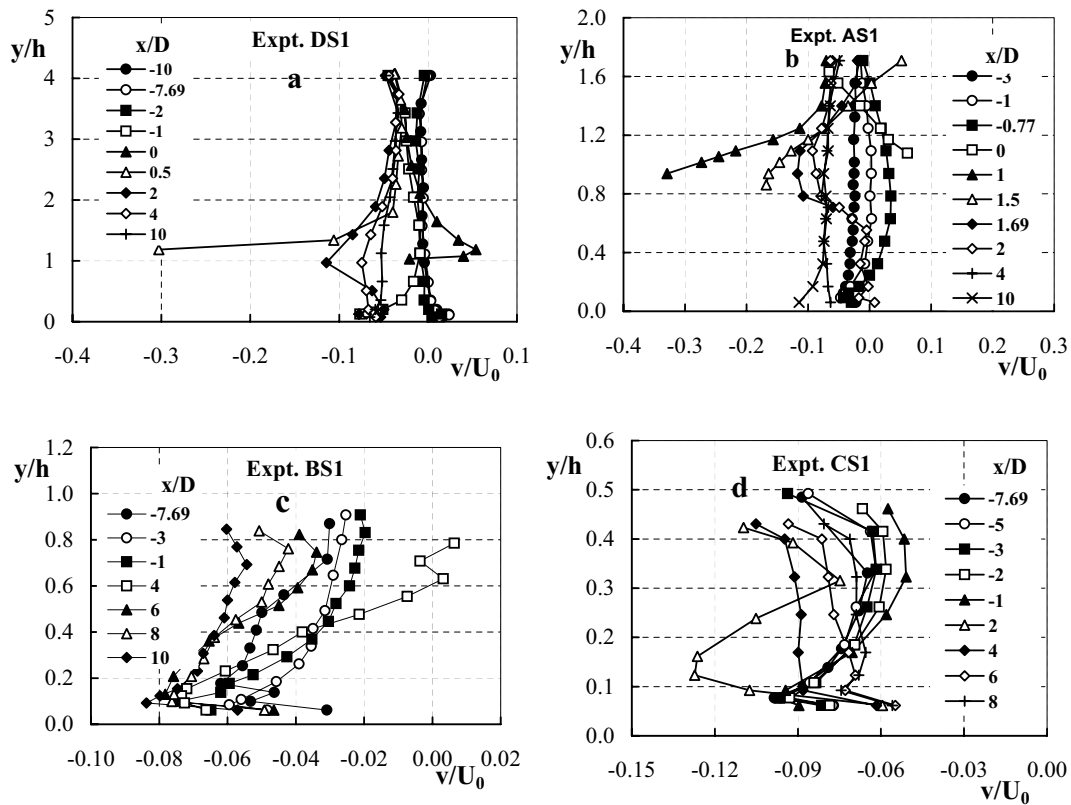 Expt. DS1
a
y/h
x/D
-10
-7.69
-2
-1
0
0.5
2
4
10
5
4
3
2
1
0
-0.4 -0.3 -0.2 -0.1 0.0 0.1
v/U0
Expt. AS1
b
y/h
x/D
-3
-1
-0.77
0
1
1.5
1.69
2
4
10
2.0
1.6
1.2
0.8
0.4
0.0
-0.4 -0.3 -0.2 -0.1 0.0 0.1 0.2 0.3
v/U0
Expt. BS1
c
y/h
x/D
-7.69
-3
-1
4
6
8
10
1.2
1.0
0.8
0.6
0.4
0.2
0.0
-0.10 -0.08 -0.06 -0.04 -0.02 0.00 0.02
v/U0
Expt. CS1
d
y/h
x/D
-7.69
-5
-3
-2
-1
2
4
6
8
0.6
0.5
0.4
0.3
0.2
0.1
0.0
-0.15 -0.12 -0.09 -0.06 -0.03 0.00
v/U0